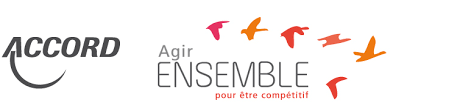 ACCORD
Agir
ENSEMBLE
pour être compétitif